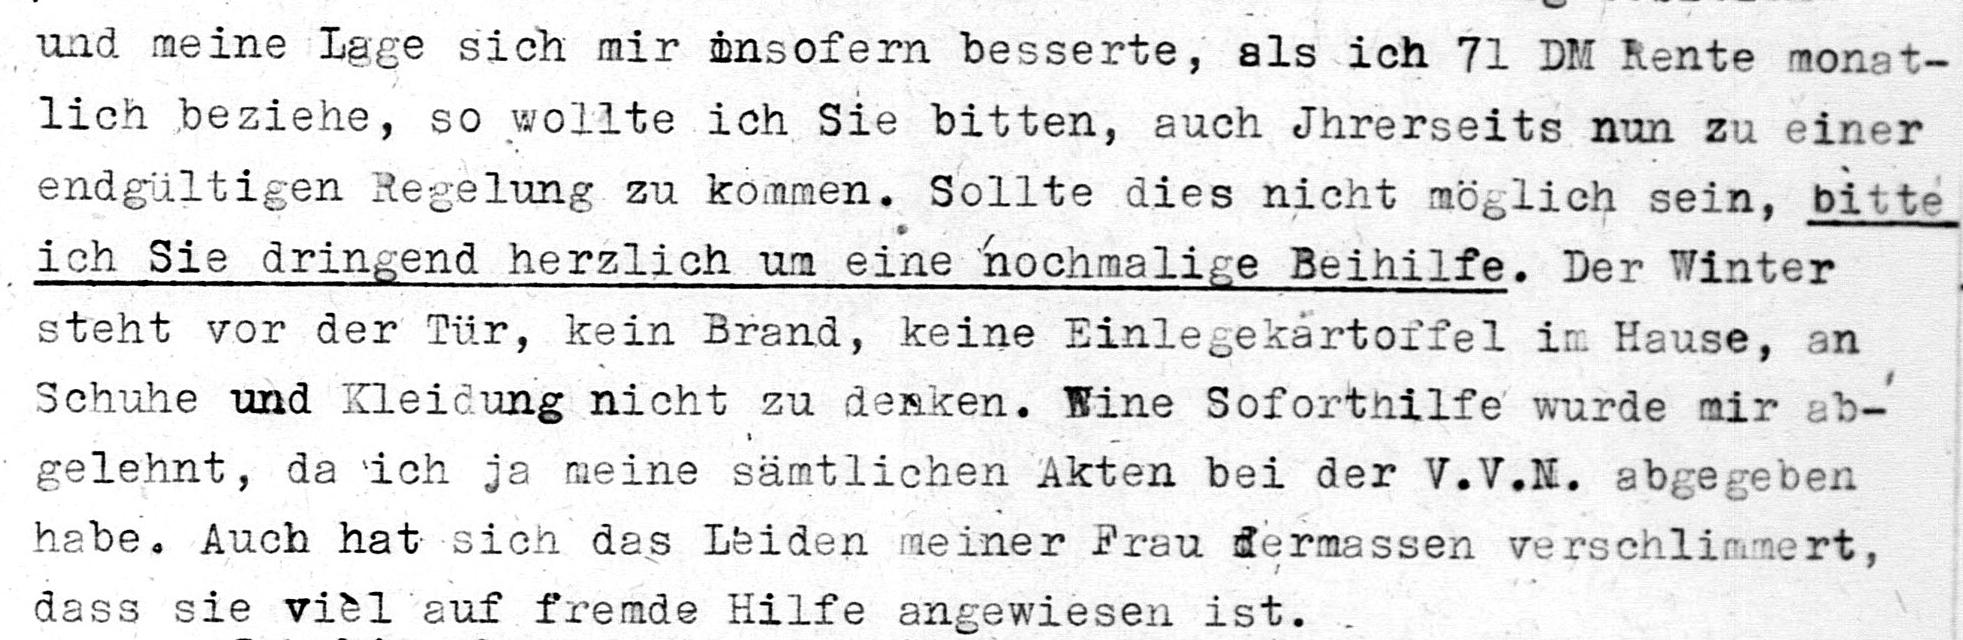 und meine Lage sich mir insofern besserte, als ich 71 DM Rente monat-
lich beziehe, so wollte ich Sie bitten, auch Jhrerseits nun zu einer
endgültigen Regelung zu kommen. Sollte dies nicht möglich sein, bitte
ich Sie dringend herzlich um eine nochmalige Beihilfe. Der Winter
steht vor der Tür, kein Brand, keine Einlegekartoffel im Hause, an
Schuhe und Kleidung nicht zu denken. Eine Soforthilfe wurde mir ab-
gelehnt, da ich ja meine sämtlichen Akten bei der V.V.N. abgegeben
habe. Auch hat sich das Leiden meiner Frau dermassen verschlimmert,
dass sie viel auf fremde Hilfe angewiesen ist.